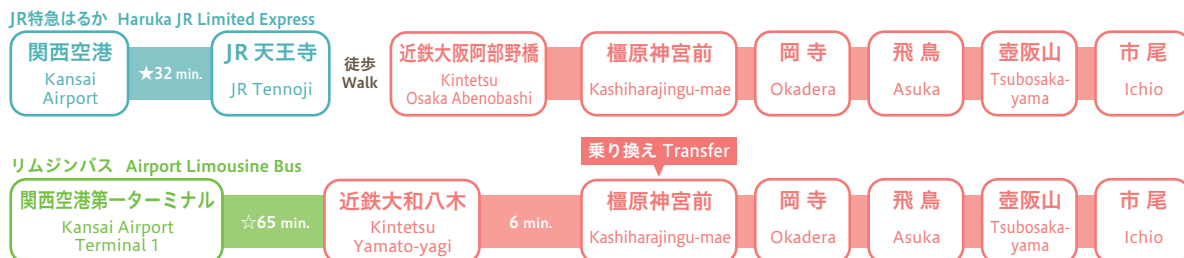 JR特急はるか Haruka JR Limited Express
関西空港
Kansai
Airport
★32 min.
JR 天王寺
JR Tennoji
徒歩
Walk
近鉄大阪阿部野橋
Kintetsu
Osaka Abenobashi
橿原神宮前
Kashiharajingu-mae
岡寺
Okadera
飛鳥
Asuka
壺阪山
Tsubosaka-
yama
市尾
Ichio
乗り換え Transfer
リムジンバス Airport Limousine Bus
関西空港第一ターミナル
Kansai Airport
Terminal 1
☆65 min.
近鉄大和八木
Kintetsu
Yamato-yagi
6 min.
橿原神宮前
Kashiharajingu-mae
岡寺
Okadera
飛鳥
Asuka
壺阪山
Tsubosaka-
yama
市尾
Ichio